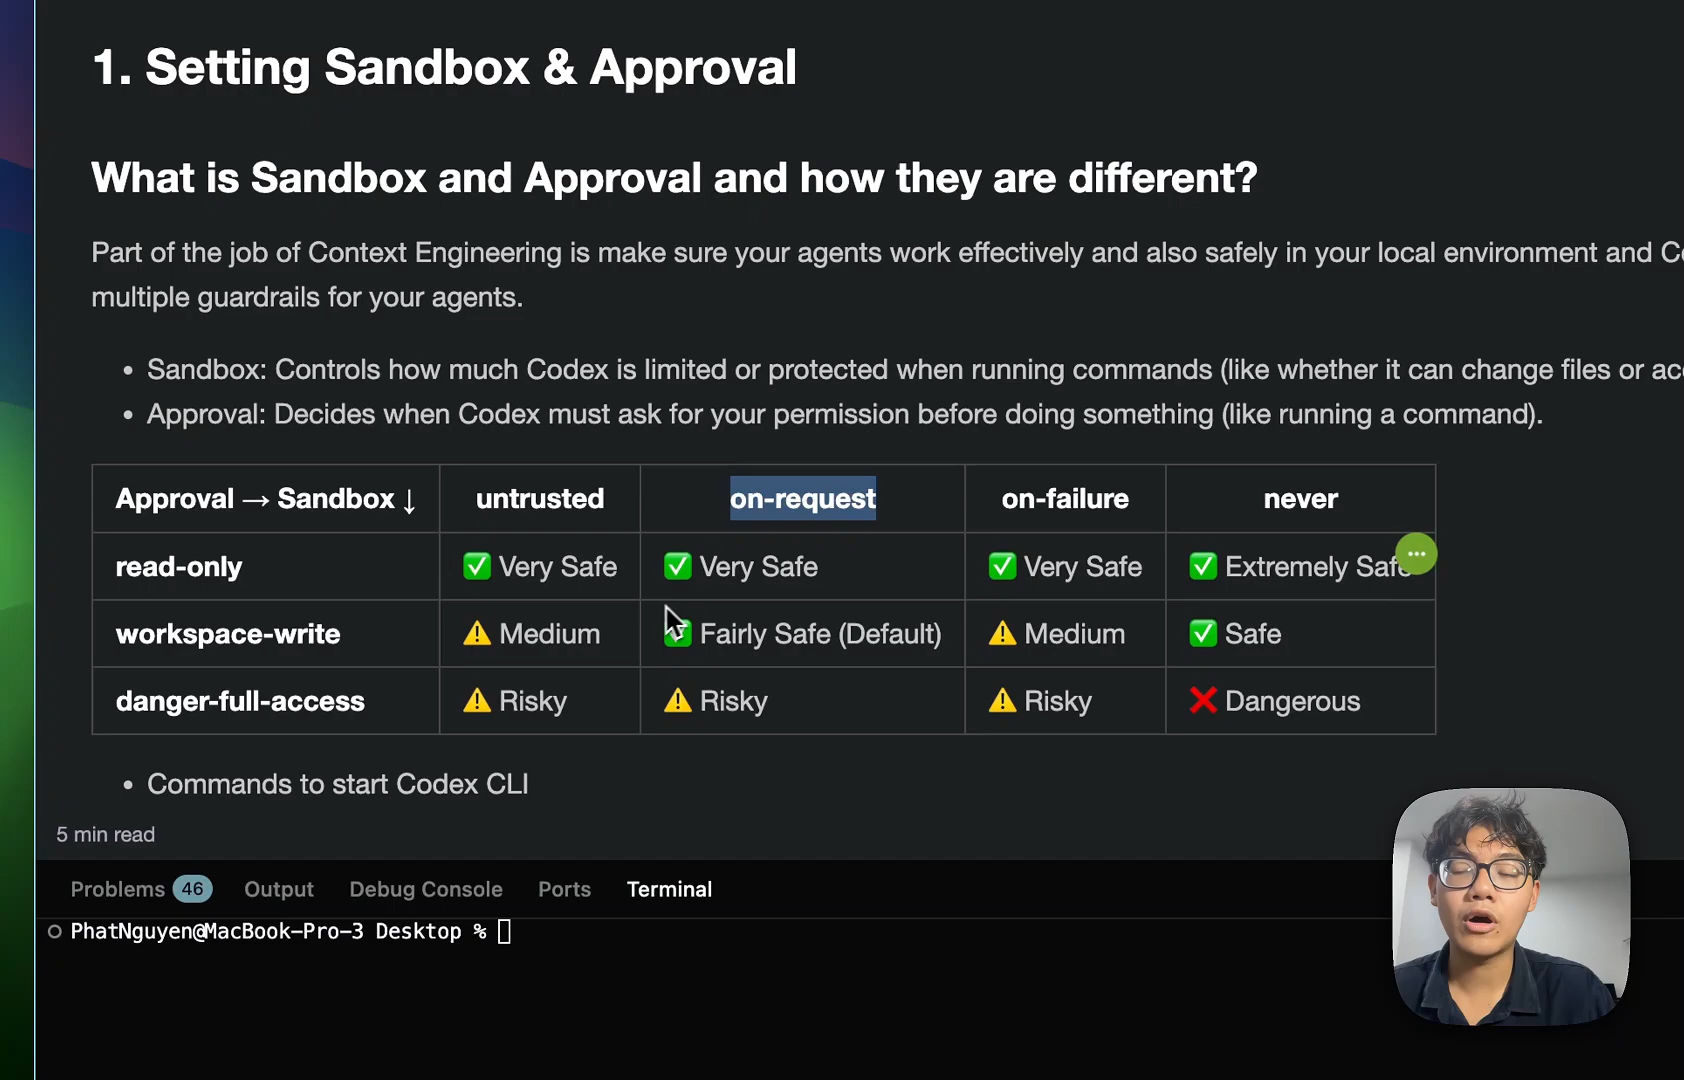 1. Setting Sandbox & Approval
What is Sandbox and Approval and how they are different?
Part of the job of Context Engineering is make sure your agents work effectively and also safely in your local environment and
multiple guardrails for your agents.
• Sandbox: Controls how much Codex is limited or protected when running commands (like whether it can change files or
• Approval: Decides when Codex must ask for your permission before doing something (like running a command).
Approval → Sandbox ↓ untrusted on-request on-failure never
read-only ✅ Very Safe ✅ Very Safe ✅ Very Safe ✅ Extremely Safe
workspace-write ⚠️ Medium ✅ Fairly Safe (Default) ⚠️ Medium ✅ Safe
danger-full-access ⚠️ Risky ⚠️ Risky ⚠️ Risky ❌ Dangerous
• Commands to start Codex CLI
5 min read
Problems 46 Output Debug Console Ports Terminal
PhatNguyen@MacBook-Pro-3 Desktop %